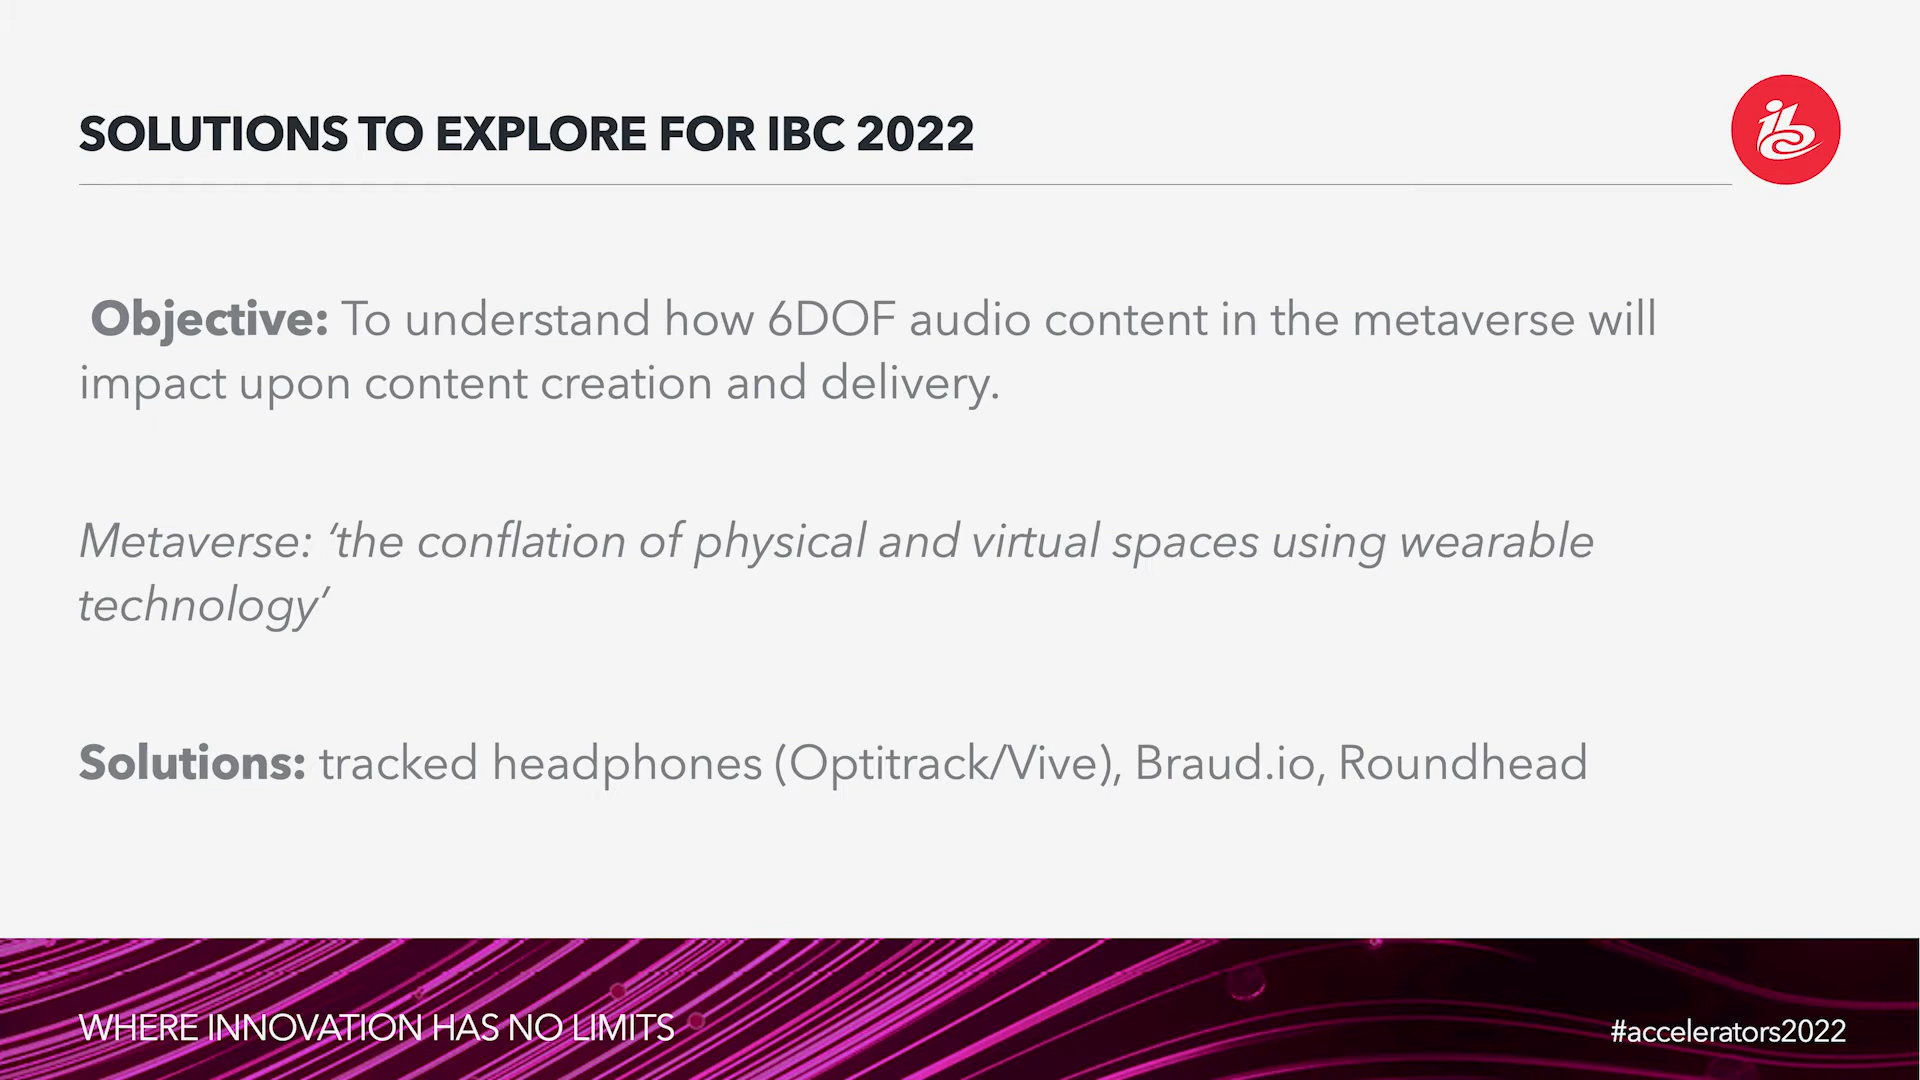 SOLUTIONS TO EXPLORE FOR IBC 2022
Objective: To understand how 6DOF audio content in the metaverse will
impact upon content creation and delivery.
Metaverse: ‘the conflation of physical and virtual spaces using wearable
technology’
Solutions: tracked headphones (Optitrack/Vive), Braud.io, Roundhead
WHERE INNOVATION HAS NO LIMITS
#accelerators2022